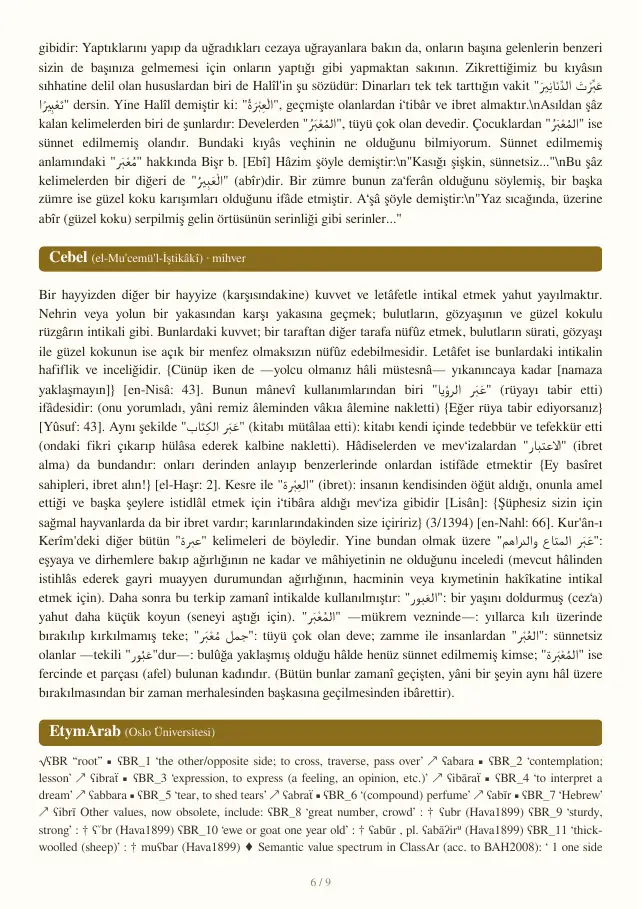 gibidir: Yaptıklarını yapıp da uğradıkları cezaya uğrayanlara bakın da, onların başına gelenlerin benzeri
sizin de başınıza gelmemesi için onların yaptığı gibi yapmaktan sakının. Zikrettiğimiz bu kıyâsın
sıhhatine delil olan hususlardan biri de Halîl'in şu sözüdür: Dinarları tek tek tarttığın vakit "عَبَّرْتَ الدَّنَانِيرَ
تَعْبِيرًا" dersin. Yine Halîl demiştir ki: "الْعِبْرَةُ", geçmişte olanlardan i‘tibâr ve ibret almaktır.\nAsıldan şâz
kalan kelimelerden biri de şunlardır: Develerden "الْمُعْبَرُ", tüyü çok olan devedir. Çocuklardan "الْمُعْبَرُ" ise
sünnet edilmemiş olandır. Bundaki kıyâs veçhinin ne olduğunu bilmiyorum. Sünnet edilmemiş
anlamındaki "مُعْبَر" hakkında Bişr b. [Ebî] Hâzim şöyle demiştir:\n"Kasığı şişkin, sünnetsiz..."\nBu şâz
kelimelerden bir diğeri de "الْعَبِيرُ" (abîr)dir. Bir zümre bunun za‘ferân olduğunu söylemiş, bir başka
zümre ise güzel koku karışımları olduğunu ifâde etmiştir. A‘şâ şöyle demiştir:\n"Yaz sıcağında, üzerine
abîr (güzel koku) serpilmiş gelin örtüsünün serinliği gibi serinler..."
Cebel (el-Mu'cemü'l-İştikâkî) · mihver
Bir hayyizden diğer bir hayyize (karşısındakine) kuvvet ve letâfetle intikal etmek yahut yayılmaktır.
Nehrin veya yolun bir yakasından karşı yakasına geçmek; bulutların, gözyaşının ve güzel kokulu
rüzgârın intikali gibi. Bunlardaki kuvvet; bir taraftan diğer tarafa nüfûz etmek, bulutların sürati, gözyaşı
ile güzel kokunun ise açık bir menfez olmaksızın nüfûz edebilmesidir. Letâfet ise bunlardaki intikalin
hafiflik ve inceliğidir. {Cünüp iken de —yolcu olmanız hâli müstesnâ— yıkanıncaya kadar [namaza
yaklaşmayın]} [en-Nisâ: 43]. Bunun mânevî kullanımlarından biri "عَبَر الرؤيا" (rüyayı tabir etti)
ifâdesidir: (onu yorumladı, yâni remiz âleminden vâkıa âlemine nakletti) {Eğer rüya tabir ediyorsanız}
[Yûsuf: 43]. Aynı şekilde "عَبَر الكِتَاب" (kitabı mütâlaa etti): kitabı kendi içinde tedebbür ve tefekkür etti
(ondaki fikri çıkarıp hülâsa ederek kalbine nakletti). Hâdiselerden ve mev‘izalardan "الاعتبار" (ibret
alma) da bundandır: onları derinden anlayıp benzerlerinde onlardan istifâde etmektir {Ey basîret
sahipleri, ibret alın!} [el-Haşr: 2]. Kesre ile "العِبْرة" (ibret): insanın kendisinden öğüt aldığı, onunla amel
ettiği ve başka şeylere istidlâl etmek için i‘tibâra aldığı mev‘iza gibidir [Lisân]: {Şüphesiz sizin için
sağmal hayvanlarda da bir ibret vardır; karınlarındakinden size içiririz} (3/1394) [en-Nahl: 66]. Kur'ân-ı
Kerîm'deki diğer bütün "عبرة" kelimeleri de böyledir. Yine bundan olmak üzere "عَبَر المتاع والدراهم":
eşyaya ve dirhemlere bakıp ağırlığının ne kadar ve mâhiyetinin ne olduğunu inceledi (mevcut hâlinden
istihlâs ederek gayri muayyen durumundan ağırlığının, hacminin veya kıymetinin hakîkatine intikal
etmek için). Daha sonra bu terkip zamanî intikalde kullanılmıştır: "العَبور": bir yaşını doldurmuş (cez‘a)
yahut daha küçük koyun (seneyi aştığı için). "المُعْبَر" —mükrem vezninde—: yıllarca kılı üzerinde
bırakılıp kırkılmamış teke; "جمل مُعْبَر": tüyü çok olan deve; zamme ile insanlardan "العُبْر": sünnetsiz
olanlar —tekili "عَبُور"dur—: bulûğa yaklaşmış olduğu hâlde henüz sünnet edilmemiş kimse; "المُعْبَرة" ise
fercinde et parçası (afel) bulunan kadındır. (Bütün bunlar zamanî geçişten, yâni bir şeyin aynı hâl üzere
bırakılmasından bir zaman merhalesinden başkasına geçilmesinden ibârettir).
EtymArab (Oslo Üniversitesi)
√ʕBR “root” ▪ ʕBR_1 ‘the other/opposite side; to cross, traverse, pass over’ ↗ ʕabara ▪ ʕBR_2 ‘contemplation;
lesson’ ↗ ʕibraẗ ▪ ʕBR_3 ‘expression, to express (a feeling, an opinion, etc.)’ ↗ ʕibāraẗ ▪ ʕBR_4 ‘to interpret a
dream’ ↗ ʕabbara ▪ ʕBR_5 ‘tear, to shed tears’ ↗ ʕabraẗ ▪ ʕBR_6 ‘(compound) perfume’ ↗ ʕabīr ▪ ʕBR_7 ‘Hebrew’
↗ ʕibrī Other values, now obsolete, include: ʕBR_8 ‘great number, crowd’ : † ʕubr (Hava1899) ʕBR_9 ‘sturdy,
strong’ : † ʕˇbr (Hava1899) ʕBR_10 ‘ewe or goat one year old’ : † ʕabūr , pl. ʕabāʔirᵘ (Hava1899) ʕBR_11 ‘thick-
woolled (sheep)’ : † muʕbar (Hava1899) ♦ Semantic value spectrum in ClassAr (acc. to BAH2008): ‘ 1 one side
6 / 9